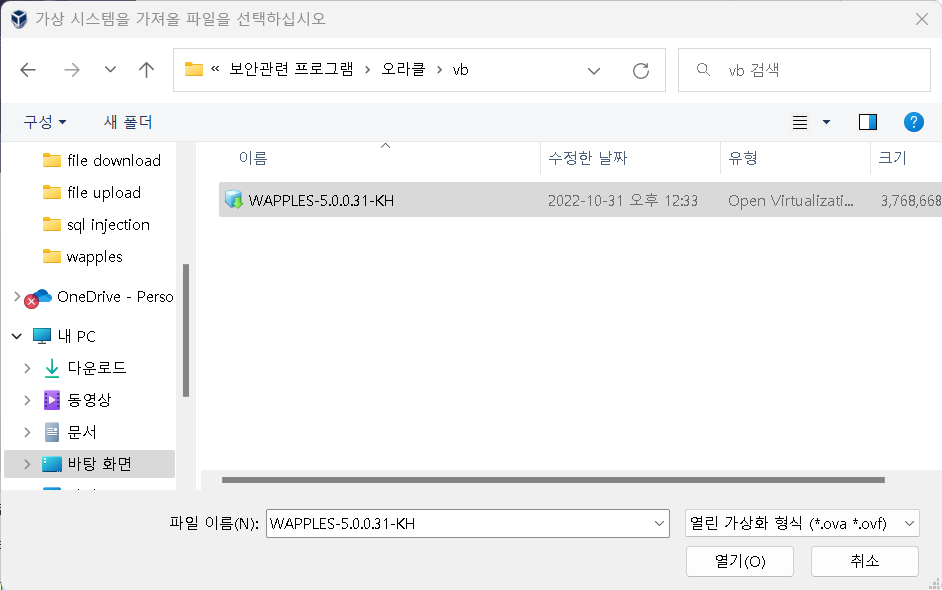 가상 시스템을 가져올 파일을 선택하십시오
« 보안관련 프로그램 › 오라클 › vb
vb 검색
구성
새 폴더
?
이름
수정한 날짜
유형
크기
file download
file upload
sql injection
wapples
OneDrive - Perso
내 PC
다운로드
동영상
문서
바탕 화면
WAPPLES-5.0.0.31-KH 2022-10-31 오후 12:33 Open Virtualizati... 3,768,668
파일 이름(N): WAPPLES-5.0.0.31-KH
열린 가상화 형식 (*.ova *.ovf)
열기(O)
취소